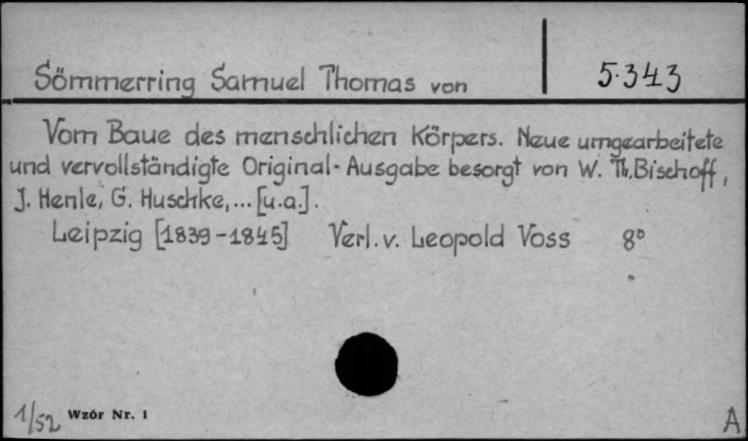 Sömmerring Samuel Thomas von
5.343
Vom Baue des menschlichen Körpers. Neue umgearbeitete
und vervollständigte Original-Ausgabe besorgt von W. Th. Bischoff,
J. Henle, G. Huschke,... [u.a.].
Leipzig [1839-1845] Verl. v. Leopold Voss 8°
1/52 Wzór Nr. 1
A